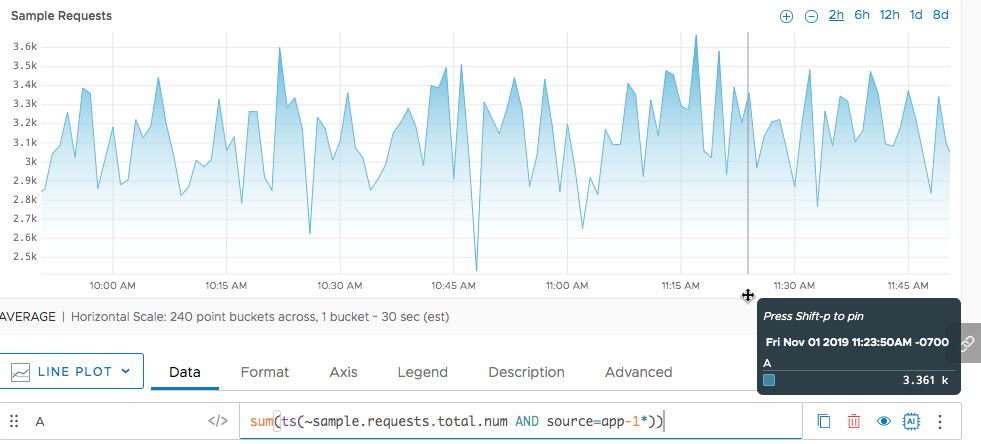 Sample Requests
2h 6h 12h 1d 8d
3.6k
3.5k
3.4k
3.3k
3.2k
3.1k
3k
2.9k
2.8k
2.7k
2.6k
2.5k
10:00 AM 10:15 AM 10:30 AM 10:45 AM 11:00 AM 11:15 AM 11:30 AM 11:45 AM
AVERAGE | Horizontal Scale: 240 point buckets across, 1 bucket ~ 30 sec (est)
Press Shift-p to pin
Fri Nov 01 2019 11:23:50AM -0700
A
3.361 k
LINE PLOT Data Format Axis Legend Description Advanced
A </> sum(ts(~sample.requests.total.num AND source=app-1*)) AI